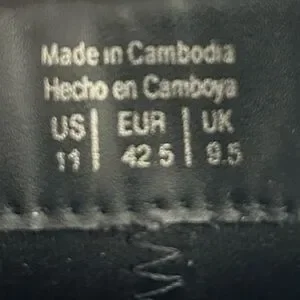 Made in Cambodia
Hecho en Camboya
US | EUR | UK
11 | 42 5 | 9.5